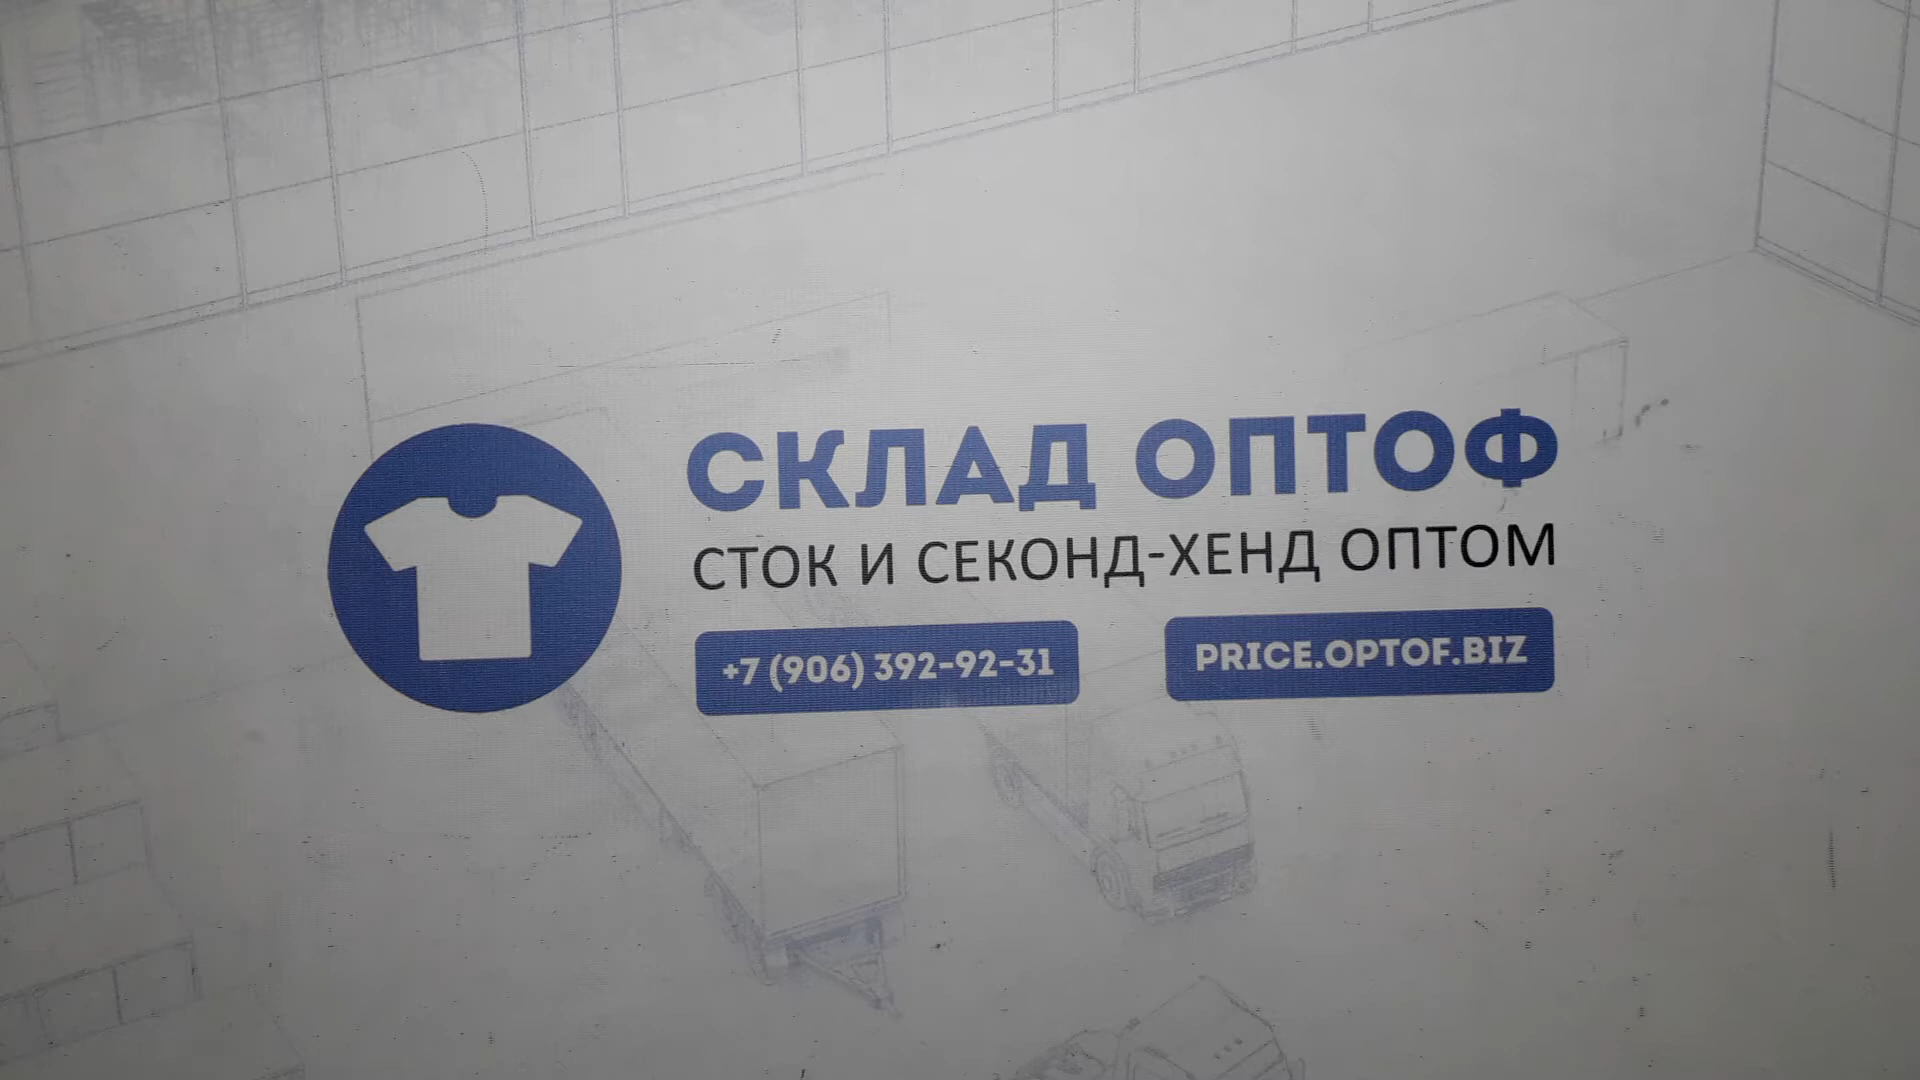 СКЛАД ОПТОФ
СТОК И СЕКОНД-ХЕНД ОПТОМ
+7 (906) 392-92-31
PRICE.OPTOF.BIZ